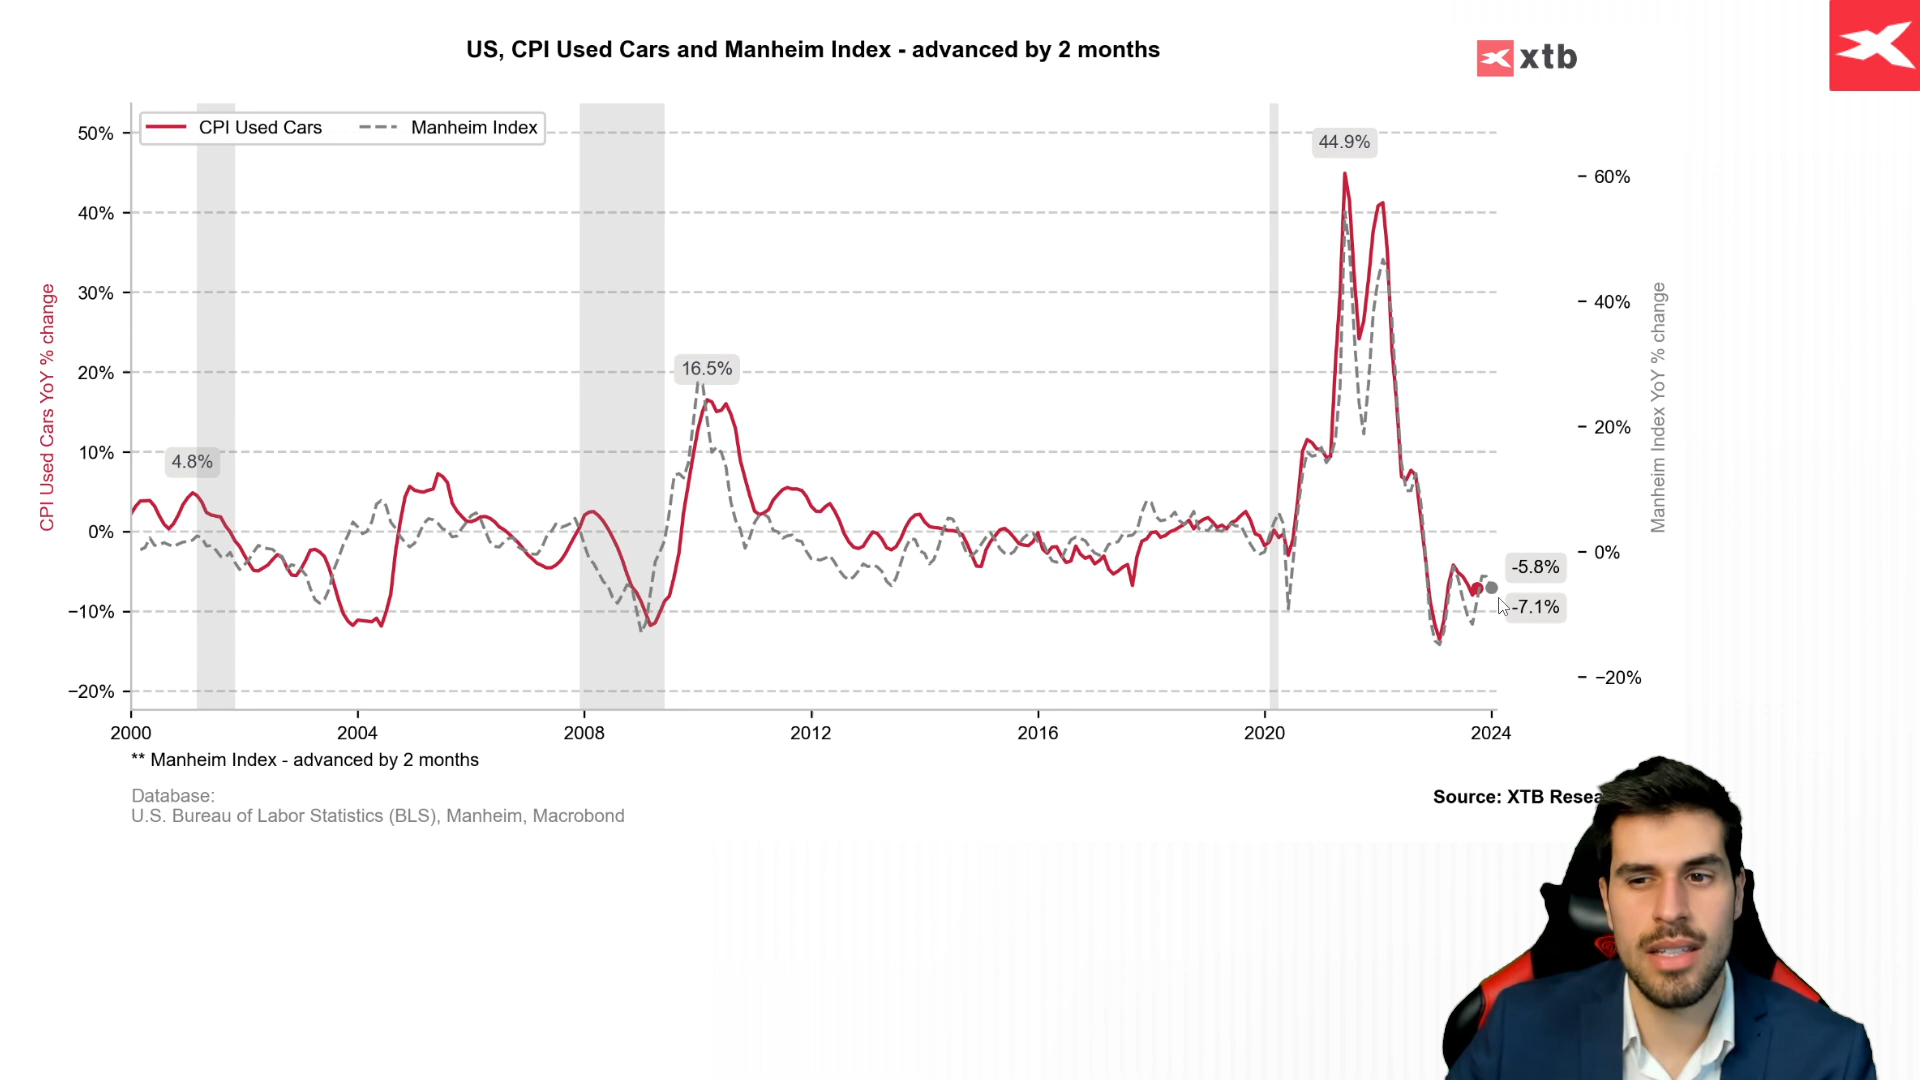 US, CPI Used Cars and Manheim Index - advanced by 2 months
xtb
CPI Used Cars
Manheim Index
50%
40%
30%
20%
10%
0%
−10%
−20%
CPI Used Cars YoY % change
4.8%
16.5%
44.9%
-5.8%
-7.1%
60%
40%
20%
0%
−20%
Manheim Index YoY % change
2000
2004
2008
2012
2016
2020
2024
** Manheim Index - advanced by 2 months
Database:
U.S. Bureau of Labor Statistics (BLS), Manheim, Macrobond
Source: XTB